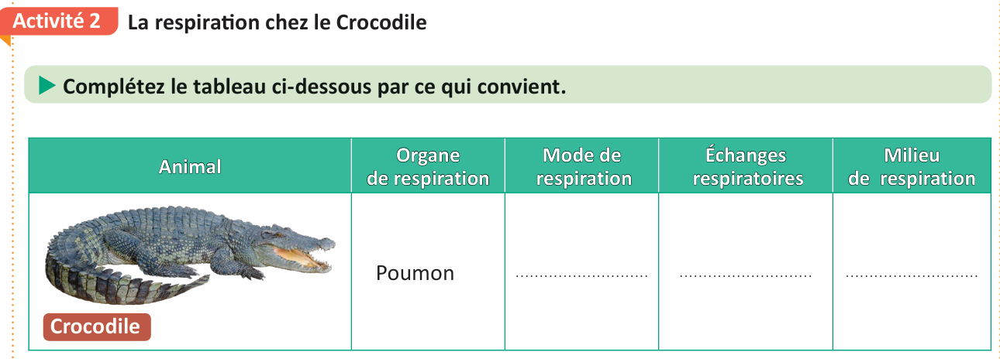 Activité 2 La respiration chez le Crocodile
Complétez le tableau ci-dessous par ce qui convient.
Animal
Organe
de respiration
Mode de
respiration
Échanges
respiratoires
Milieu
de respiration
Poumon
........................... ........................... ...........................
Crocodile